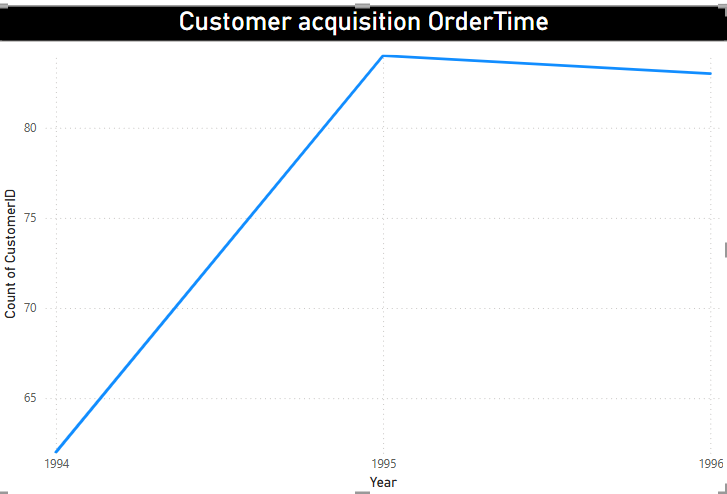 Customer acquisition OrderTime
80
75
70
65
Count of CustomerID
1994 1995 1996
Year